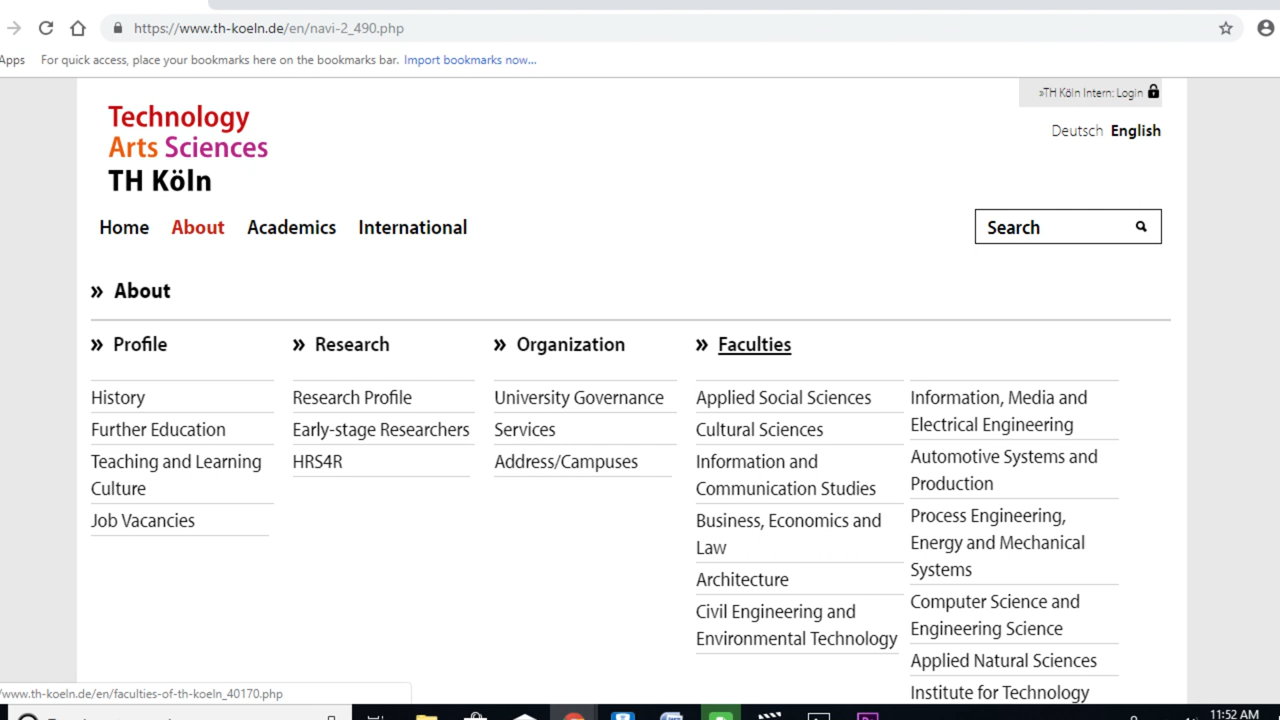 https://www.th-koeln.de/en/navi-2_490.php
Apps For quick access, place your bookmarks here on the bookmarks bar. Import bookmarks now...
»TH Köln Intern: Login
Technology
Arts Sciences
TH Köln
Deutsch English
Home About Academics International
Search
» About
» Profile
History
Further Education
Teaching and Learning
Culture
Job Vacancies
» Research
Research Profile
Early-stage Researchers
HRS4R
» Organization
University Governance
Services
Address/Campuses
» Faculties
Applied Social Sciences
Cultural Sciences
Information and
Communication Studies
Business, Economics and
Law
Architecture
Civil Engineering and
Environmental Technology
Information, Media and
Electrical Engineering
Automotive Systems and
Production
Process Engineering,
Energy and Mechanical
Systems
Computer Science and
Engineering Science
Applied Natural Sciences
Institute for Technology
/www.th-koeln.de/en/faculties-of-th-koeln_40170.php
11:52 AM